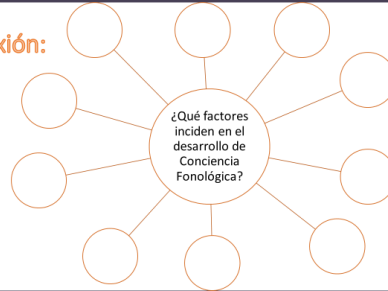 xión:
¿Qué factores
inciden en el
desarrollo de
Conciencia
Fonológica?